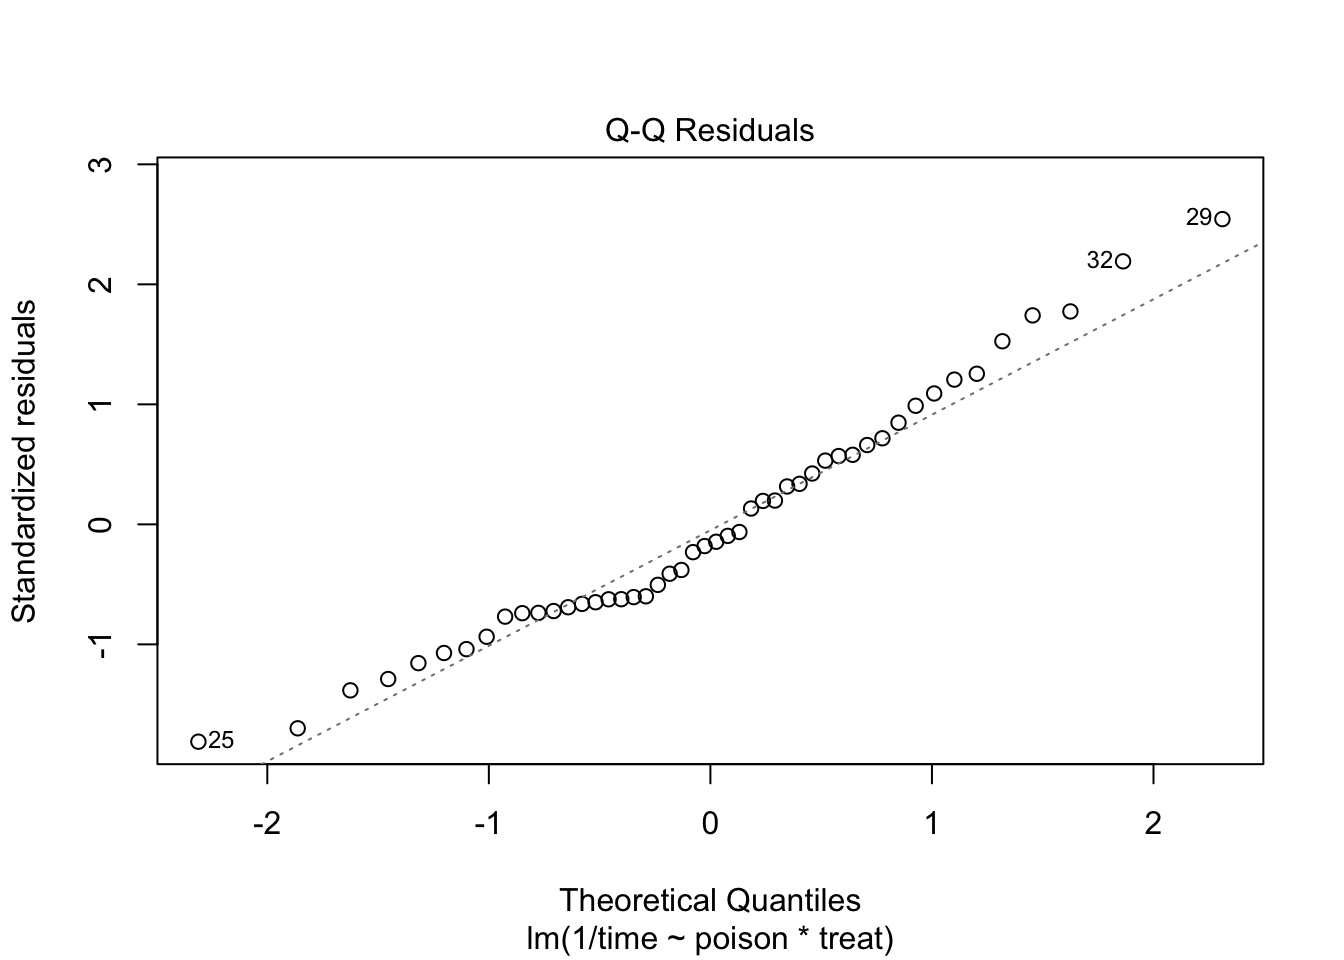 Q-Q Residuals
3
2
1
0
-1
Standardized residuals
29
32
25
-2 -1 0 1 2
Theoretical Quantiles
lm(1/time ~ poison * treat)